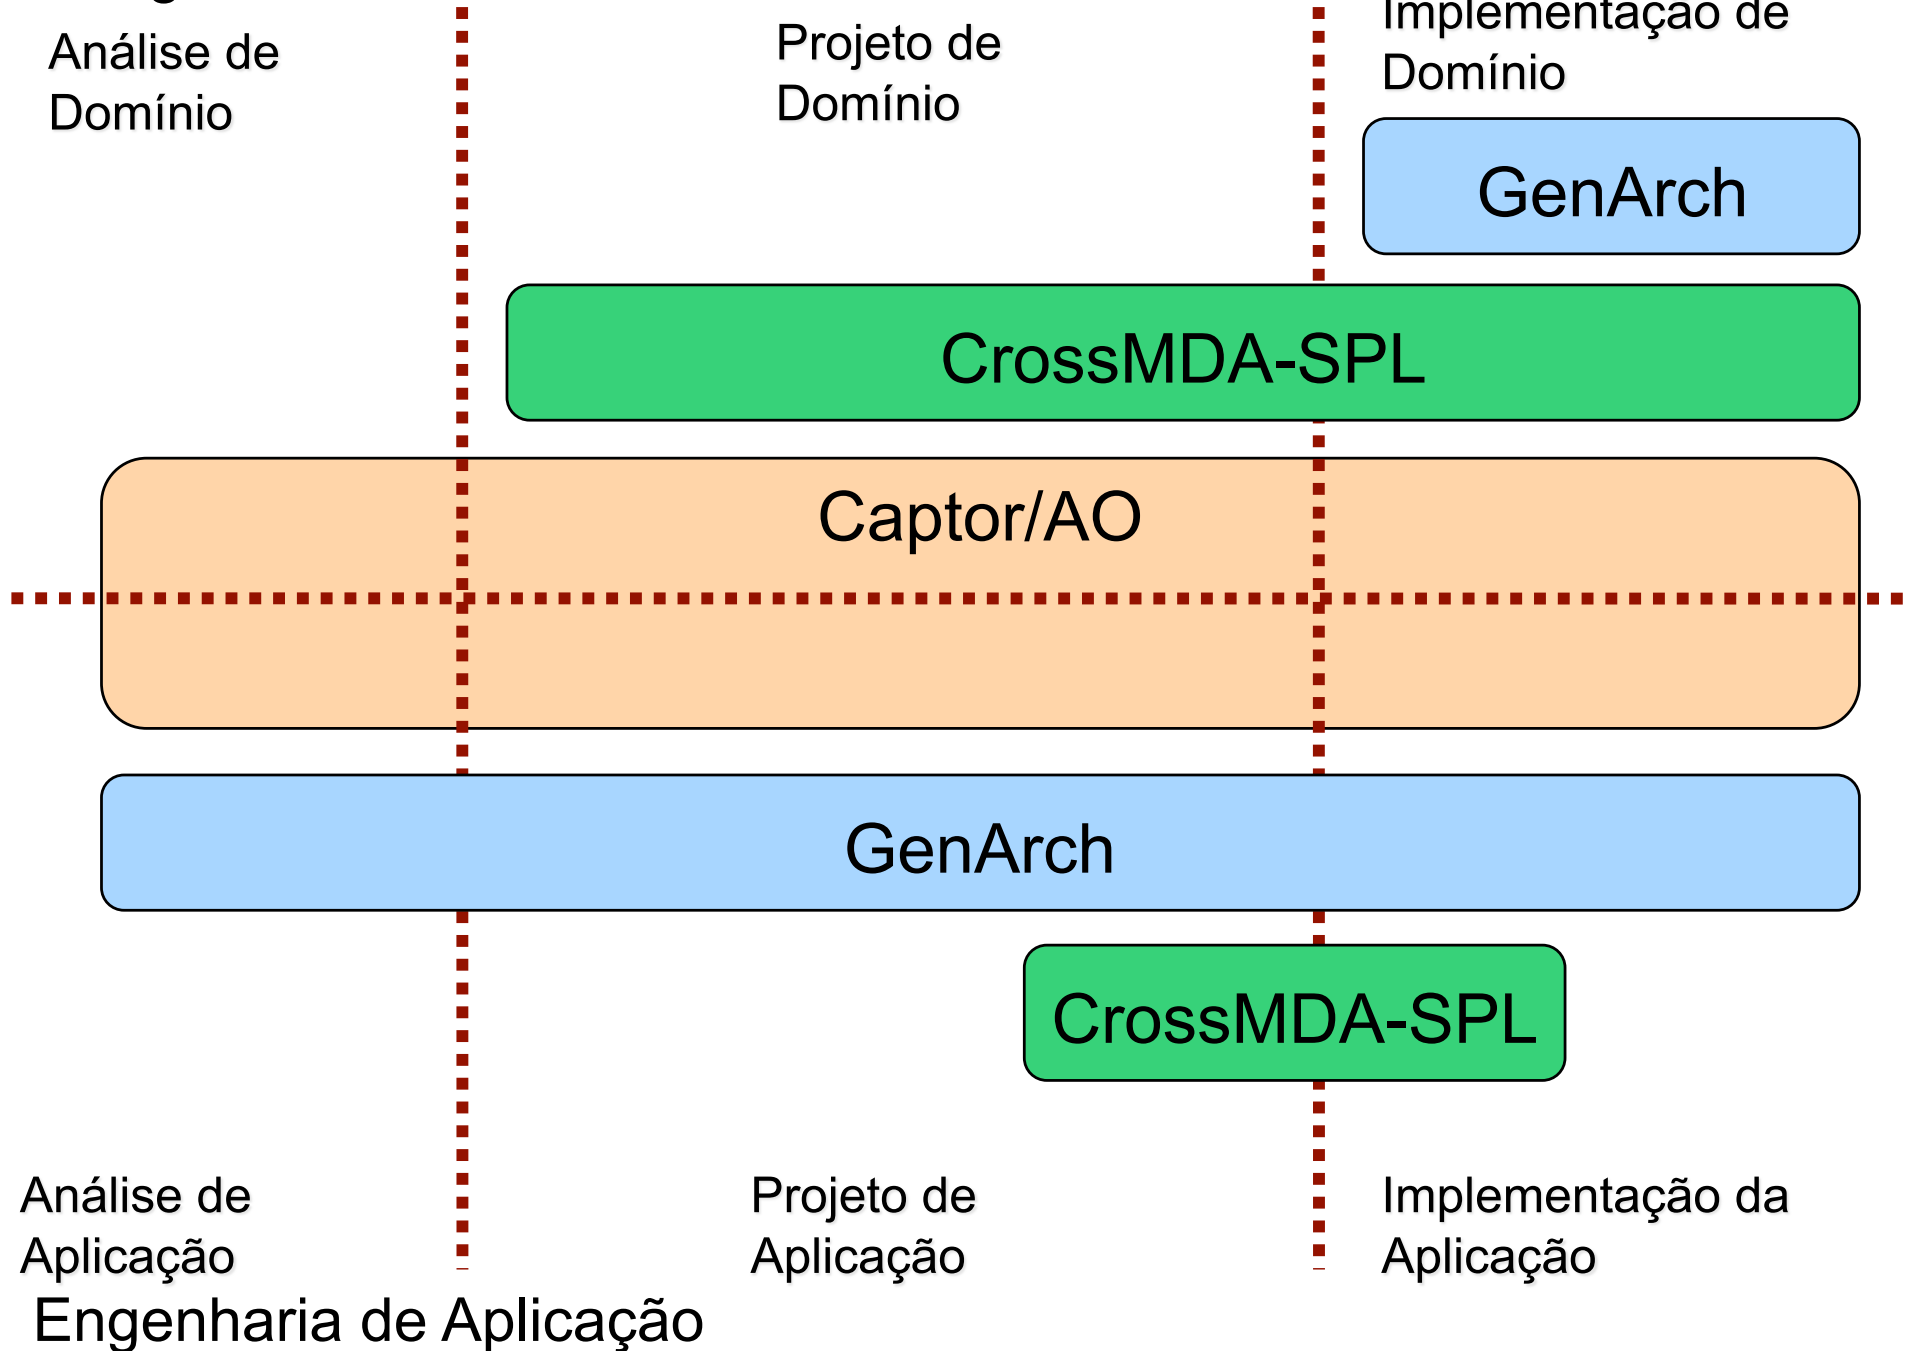 Análise de
Domínio
Projeto de
Domínio
Implementação de
Domínio
GenArch
CrossMDA-SPL
Captor/AO
GenArch
CrossMDA-SPL
Análise de
Aplicação
Projeto de
Aplicação
Implementação da
Aplicação
Engenharia de Aplicação